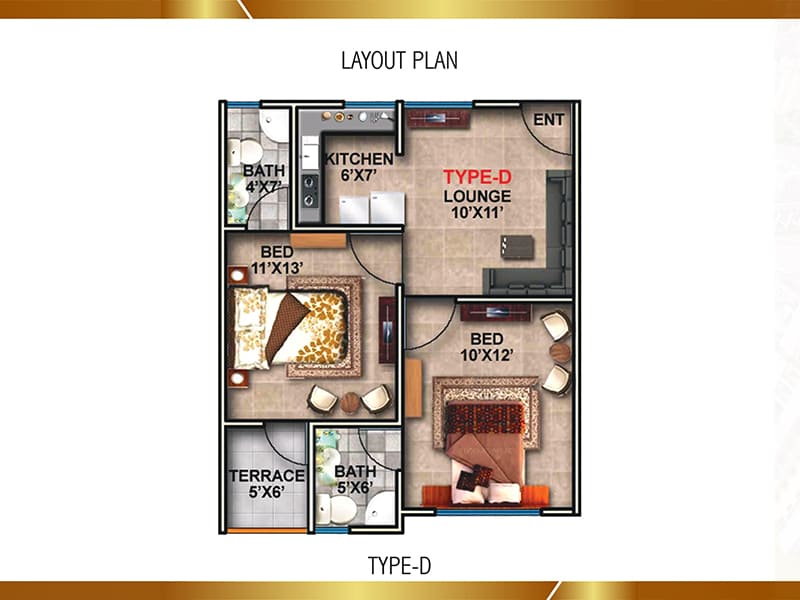 LAYOUT PLAN
ENT
BATH
4'X7'
KITCHEN
6'X7'
TYPE-D
LOUNGE
10'X11'
BED
11'X13'
BED
10'X12'
TERRACE
5'X6'
BATH
5'X6'
TYPE-D